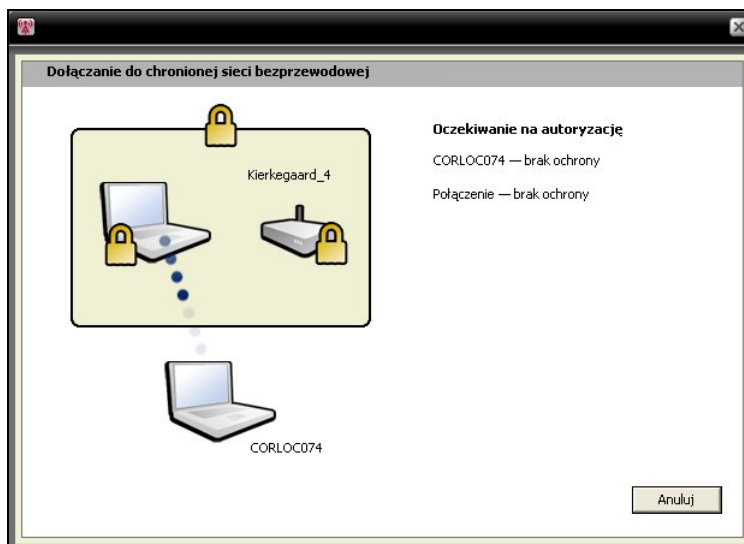 Dołączanie do chronionej sieci bezprzewodowej
Kierkegaard_4
CORLOC074
Oczekiwanie na autoryzację
CORLOC074 — brak ochrony
Połączenie — brak ochrony
Anuluj